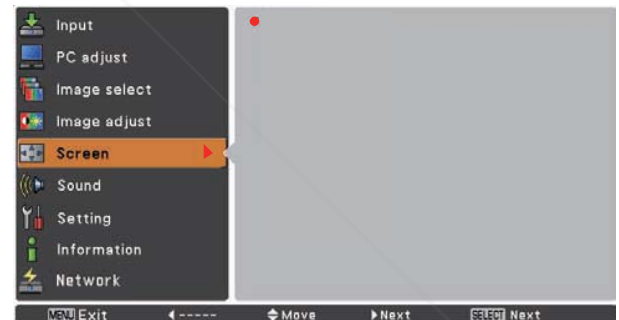 Input
PC adjust
Image select
Image adjust
Screen
Sound
Setting
Information
Network
MENU Exit ◀----- ◆Move ▶Next SELECT Next